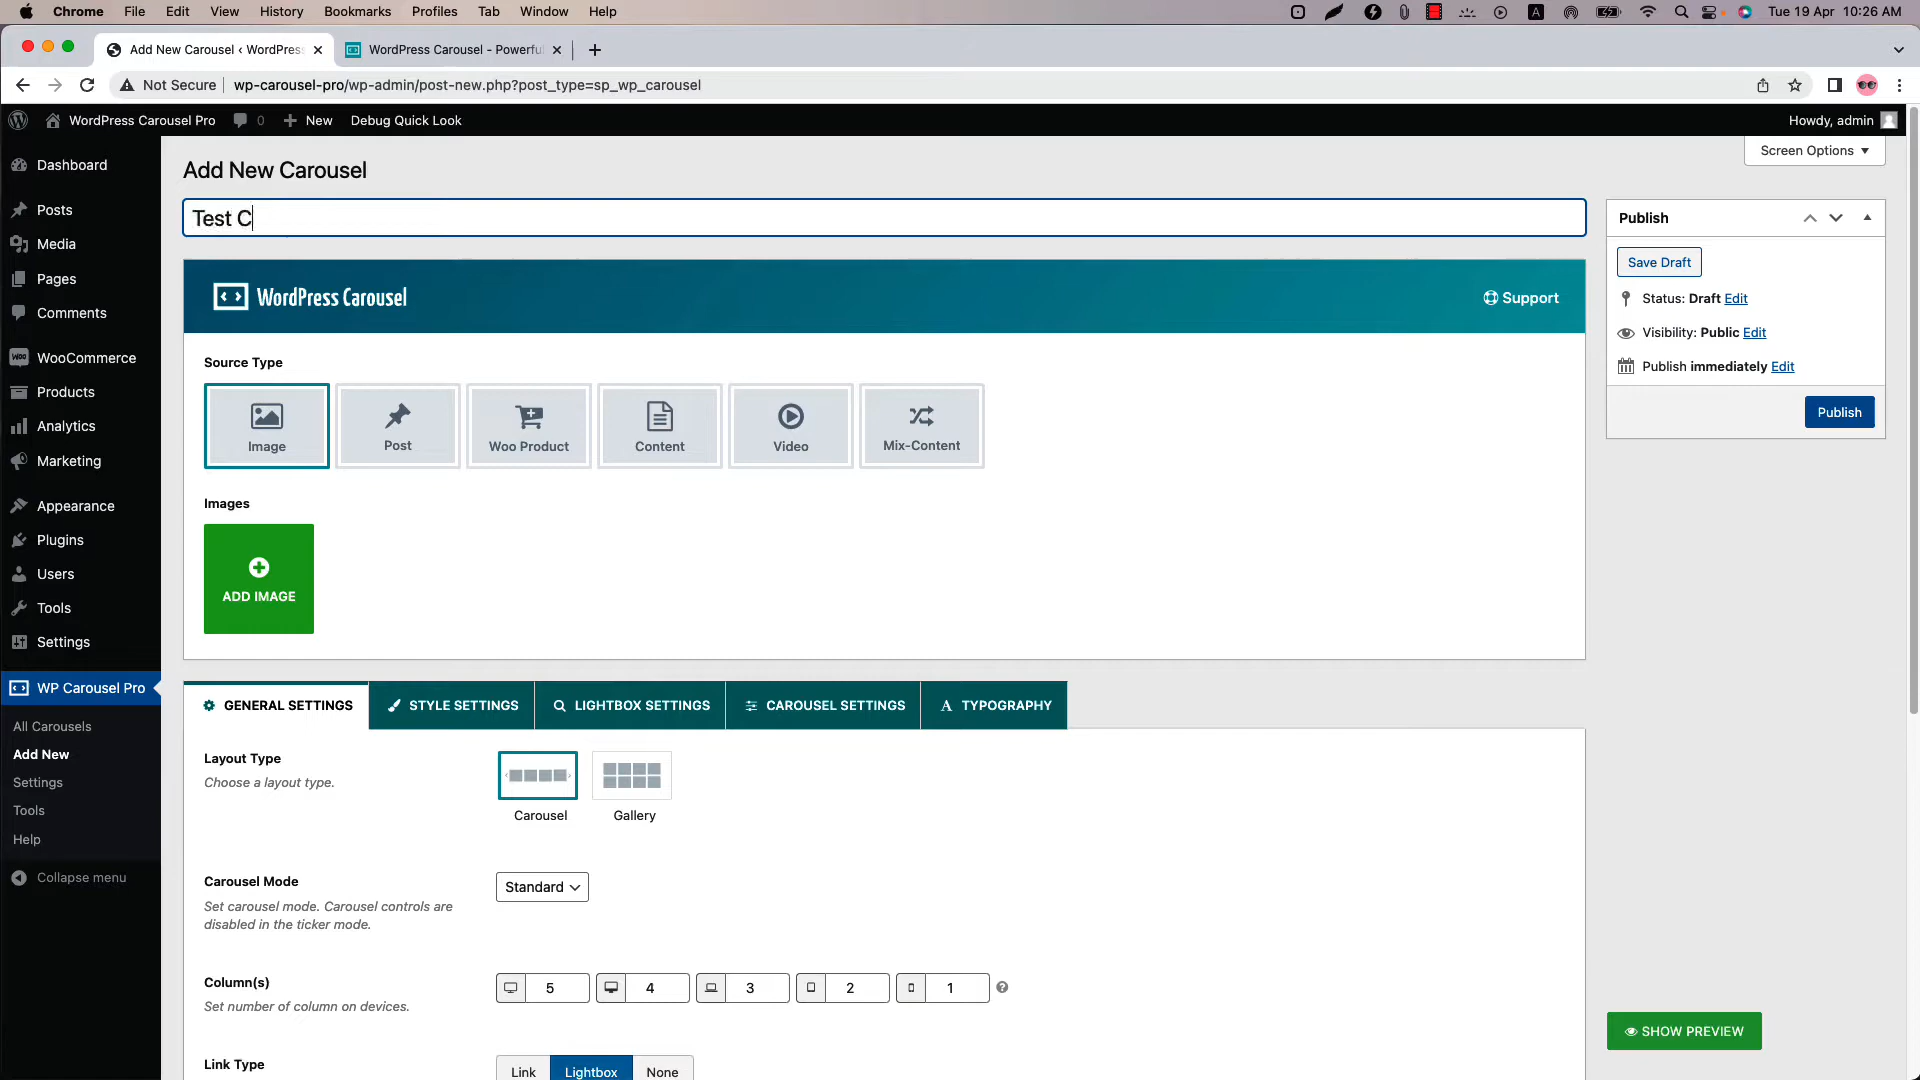 Chrome File Edit View History Bookmarks Profiles Tab Window Help A Tue 19 Apr 10:26 AM
Add New Carousel ‹ WordPress WordPress Carousel - Powerful
Not Secure wp-carousel-pro/wp-admin/post-new.php?post_type=sp_wp_carousel
WordPress Carousel Pro 0 New Debug Quick Look Howdy, admin
Screen Options
Dashboard
Posts
Media
Pages
Comments
WooCommerce
Products
Analytics
Marketing
Appearance
Plugins
Users
Tools
Settings
WP Carousel Pro
All Carousels
Add New
Settings
Tools
Help
Collapse menu
Add New Carousel
Test C
WordPress Carousel Support
Source Type
Image Post Woo Product Content Video Mix-Content
Images
ADD IMAGE
GENERAL SETTINGS STYLE SETTINGS LIGHTBOX SETTINGS CAROUSEL SETTINGS A TYPOGRAPHY
Layout Type
Choose a layout type.
Carousel Gallery
Carousel Mode
Set carousel mode. Carousel controls are
disabled in the ticker mode.
Standard
Column(s)
Set number of column on devices.
5 4 3 2 1 ?
Link Type
Link Lightbox None
Publish
Save Draft
Status: Draft Edit
Visibility: Public Edit
Publish immediately Edit
Publish
SHOW PREVIEW